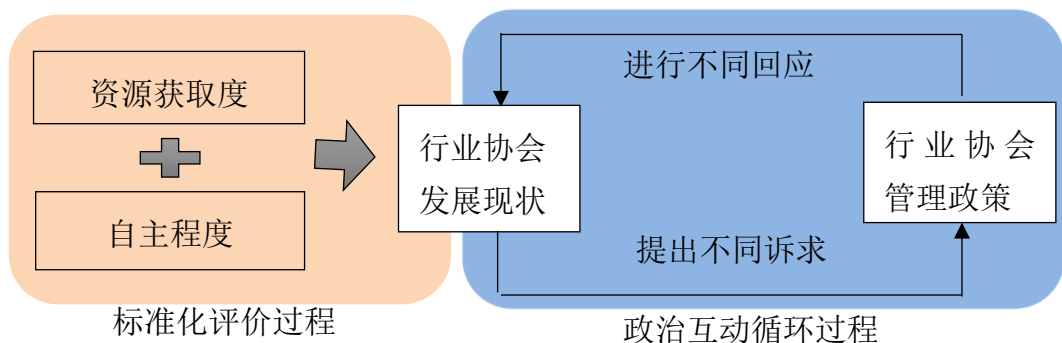 资源获取度
自主程度
标准化评价过程
行业协会
发展现状
进行不同回应
行业协会
管理政策
提出不同诉求
政治互动循环过程